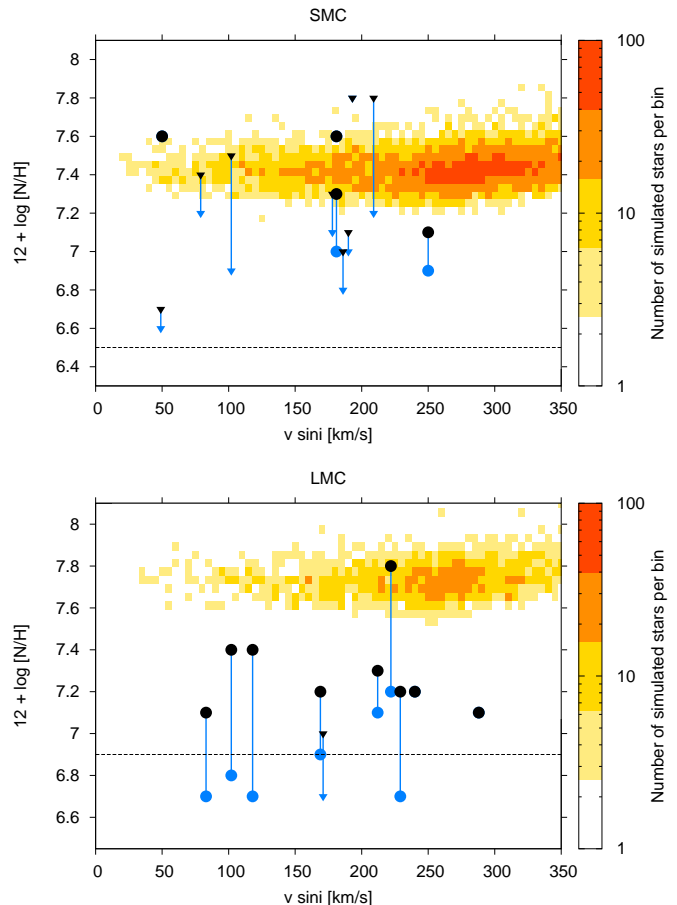 SMC
8
7.8
7.6
7.4
7.2
7
6.8
6.6
6.4
12 + log [N/H]
0 50 100 150 200 250 300 350
v sini [km/s]
100
10
1
Number of simulated stars per bin
LMC
8
7.8
7.6
7.4
7.2
7
6.8
6.6
12 + log [N/H]
0 50 100 150 200 250 300 350
v sini [km/s]
100
10
1
Number of simulated stars per bin